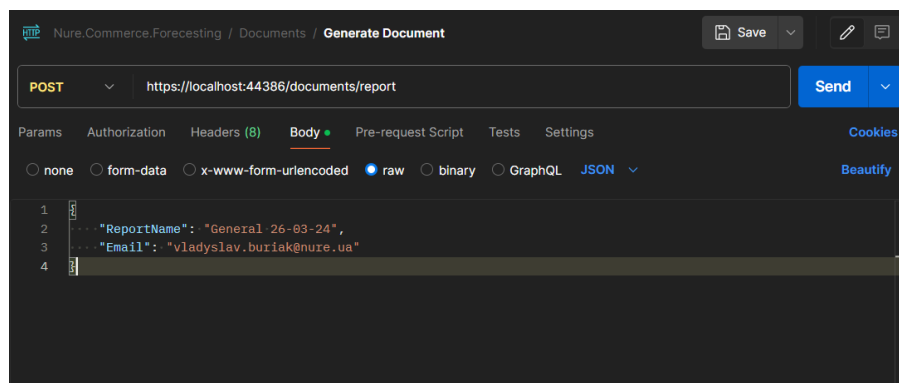 HTTP Nure.Commerce.Forecesting / Documents / Generate Document Save
POST https://localhost:44386/documents/report Send
Params Authorization Headers (8) Body Pre-request Script Tests Settings Cookies
none form-data x-www-form-urlencoded raw binary GraphQL JSON Beautify
1 {
2 ····"ReportName":·"General·26-03-24",
3 ····"Email":·"vladyslav.buriak@nure.ua"
4 }